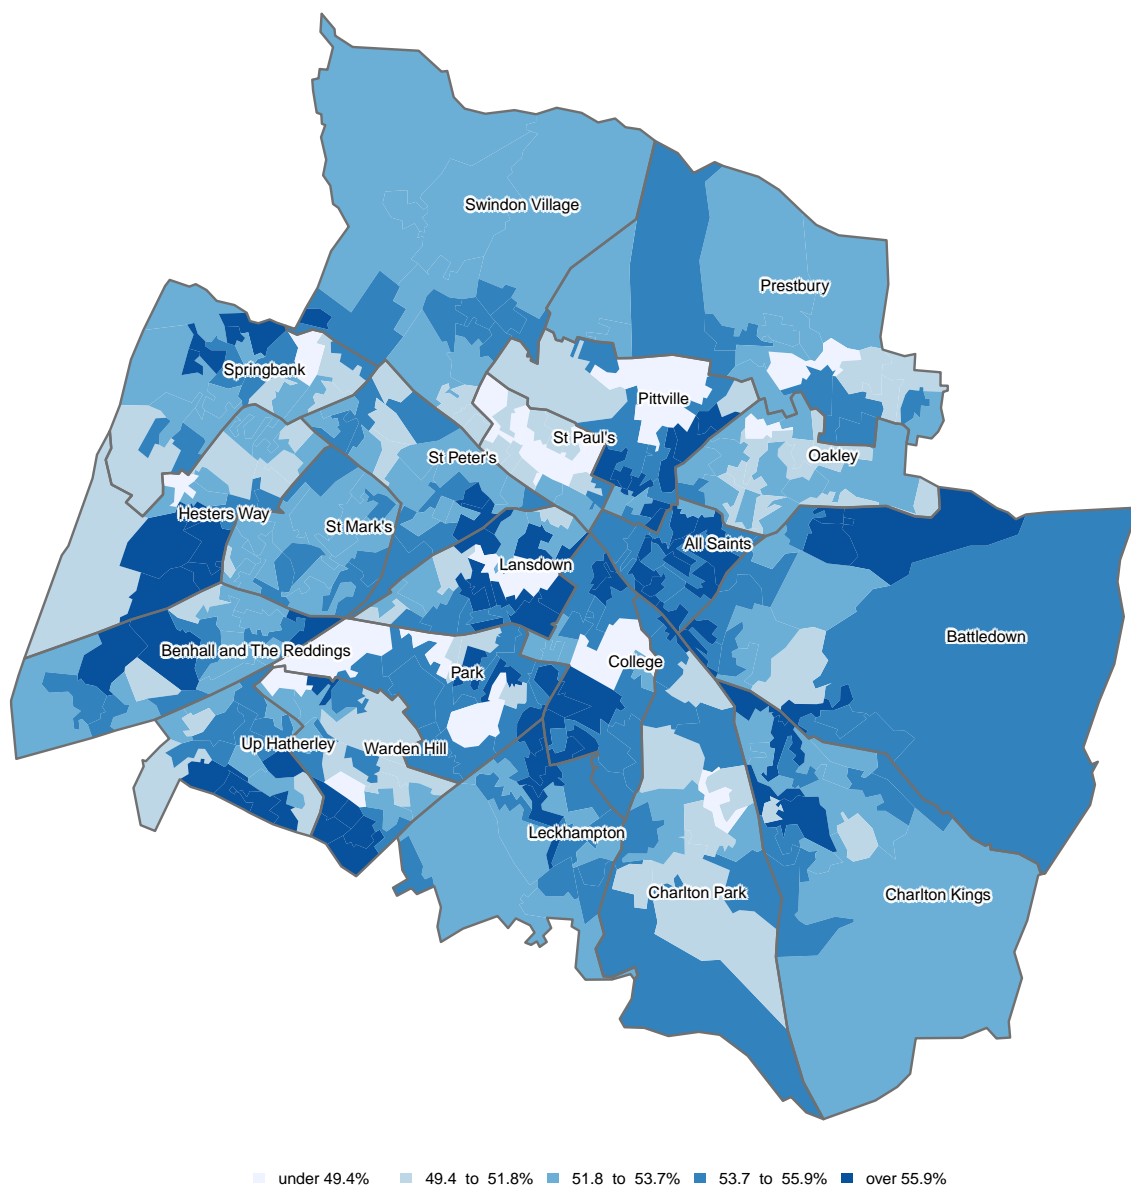 Swindon Village
Prestbury
Springbank
Pittville
St Paul's
St Peter's
Oakley
Hesters Way
St Mark's
All Saints
Lansdown
Battledown
Benhall and The Reddings
College
Park
Up Hatherley
Warden Hill
Leckhampton
Charlton Park
Charlton Kings
under 49.4% 49.4 to 51.8% 51.8 to 53.7% 53.7 to 55.9% over 55.9%